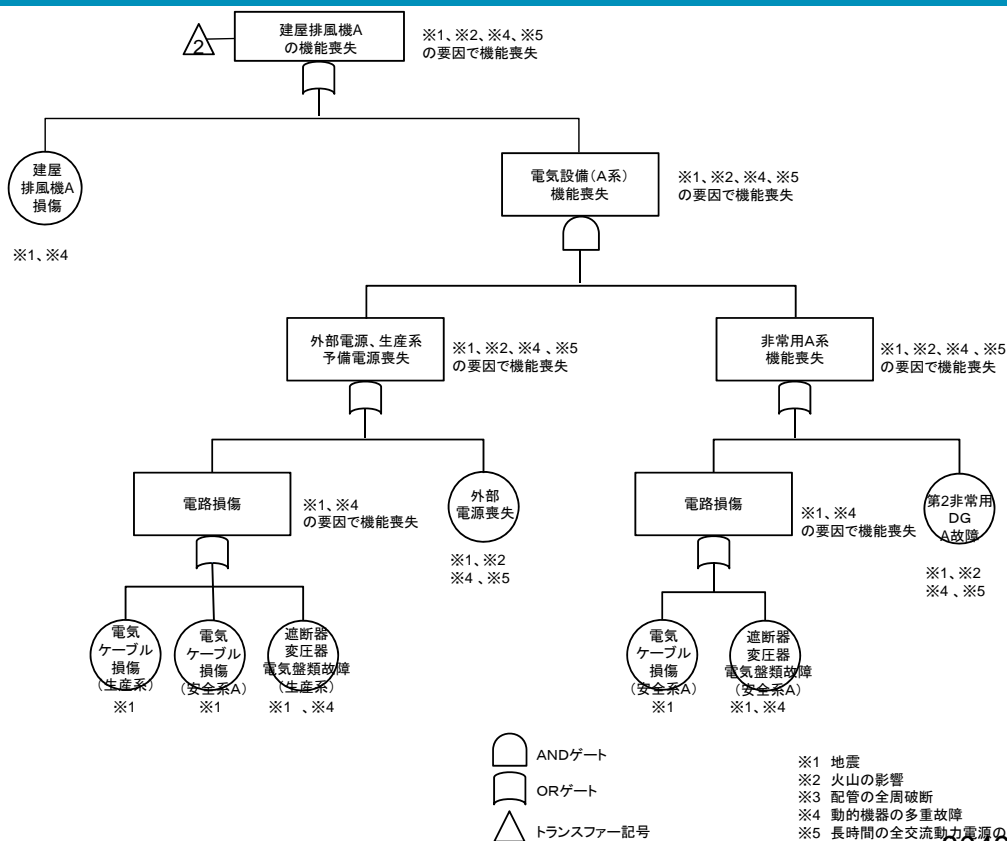 建屋排風機A
の機能喪失
※1、※2、※4、※5
の要因で機能喪失
2
建屋
排風機A
損傷
※1、※4
電気設備(A系)
機能喪失
※1、※2、※4、※5
の要因で機能喪失
外部電源、生産系
予備電源喪失
※1、※2、※4 、※5
の要因で機能喪失
非常用A系
機能喪失
※1、※2、※4 、※5
の要因で機能喪失
電路損傷
※1、※4
の要因で機能喪失
外部
電源喪失
※1、※2
※4 、※5
電路損傷
※1、※4
の要因で機能喪失
第2非常用
DG
A故障
※1、※2
※4 、※5
電気
ケーブル
損傷
(生産系)
※1
電気
ケーブル
損傷
(安全系A)
※1
遮断器
変圧器
電気盤類故障
(生産系)
※1 、※4
電気
ケーブル
損傷
(安全系A)
※1
遮断器
変圧器
電気盤類故障
(安全系A)
※1、※4
ANDゲート
ORゲート
トランスファー記号
※1 地震
※2 火山の影響
※3 配管の全周破断
※4 動的機器の多重故障
※5 長時間の全交流動力電源の